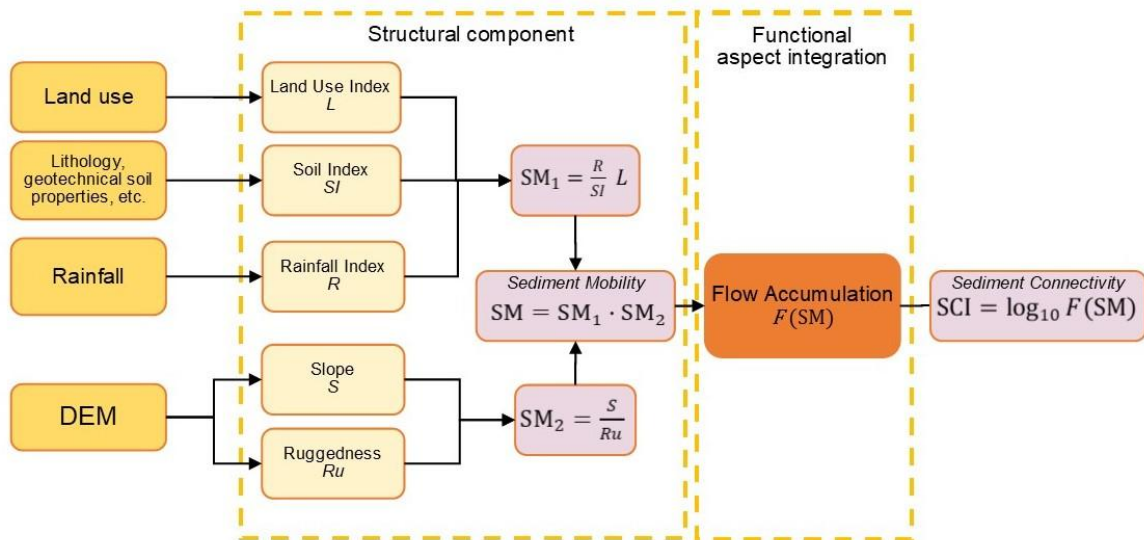 Structural component
Functional
aspect integration
Land use
Land Use Index
L
Lithology,
geotechnical soil
properties, etc.
Soil Index
SI
SM₁ = R/SI L
Rainfall
Rainfall Index
R
Sediment Mobility
SM = SM₁ · SM₂
Flow Accumulation
F(SM)
Sediment Connectivity
SCI = log₁₀ F(SM)
DEM
Slope
S
SM₂ = S/Ru
Ruggedness
Ru